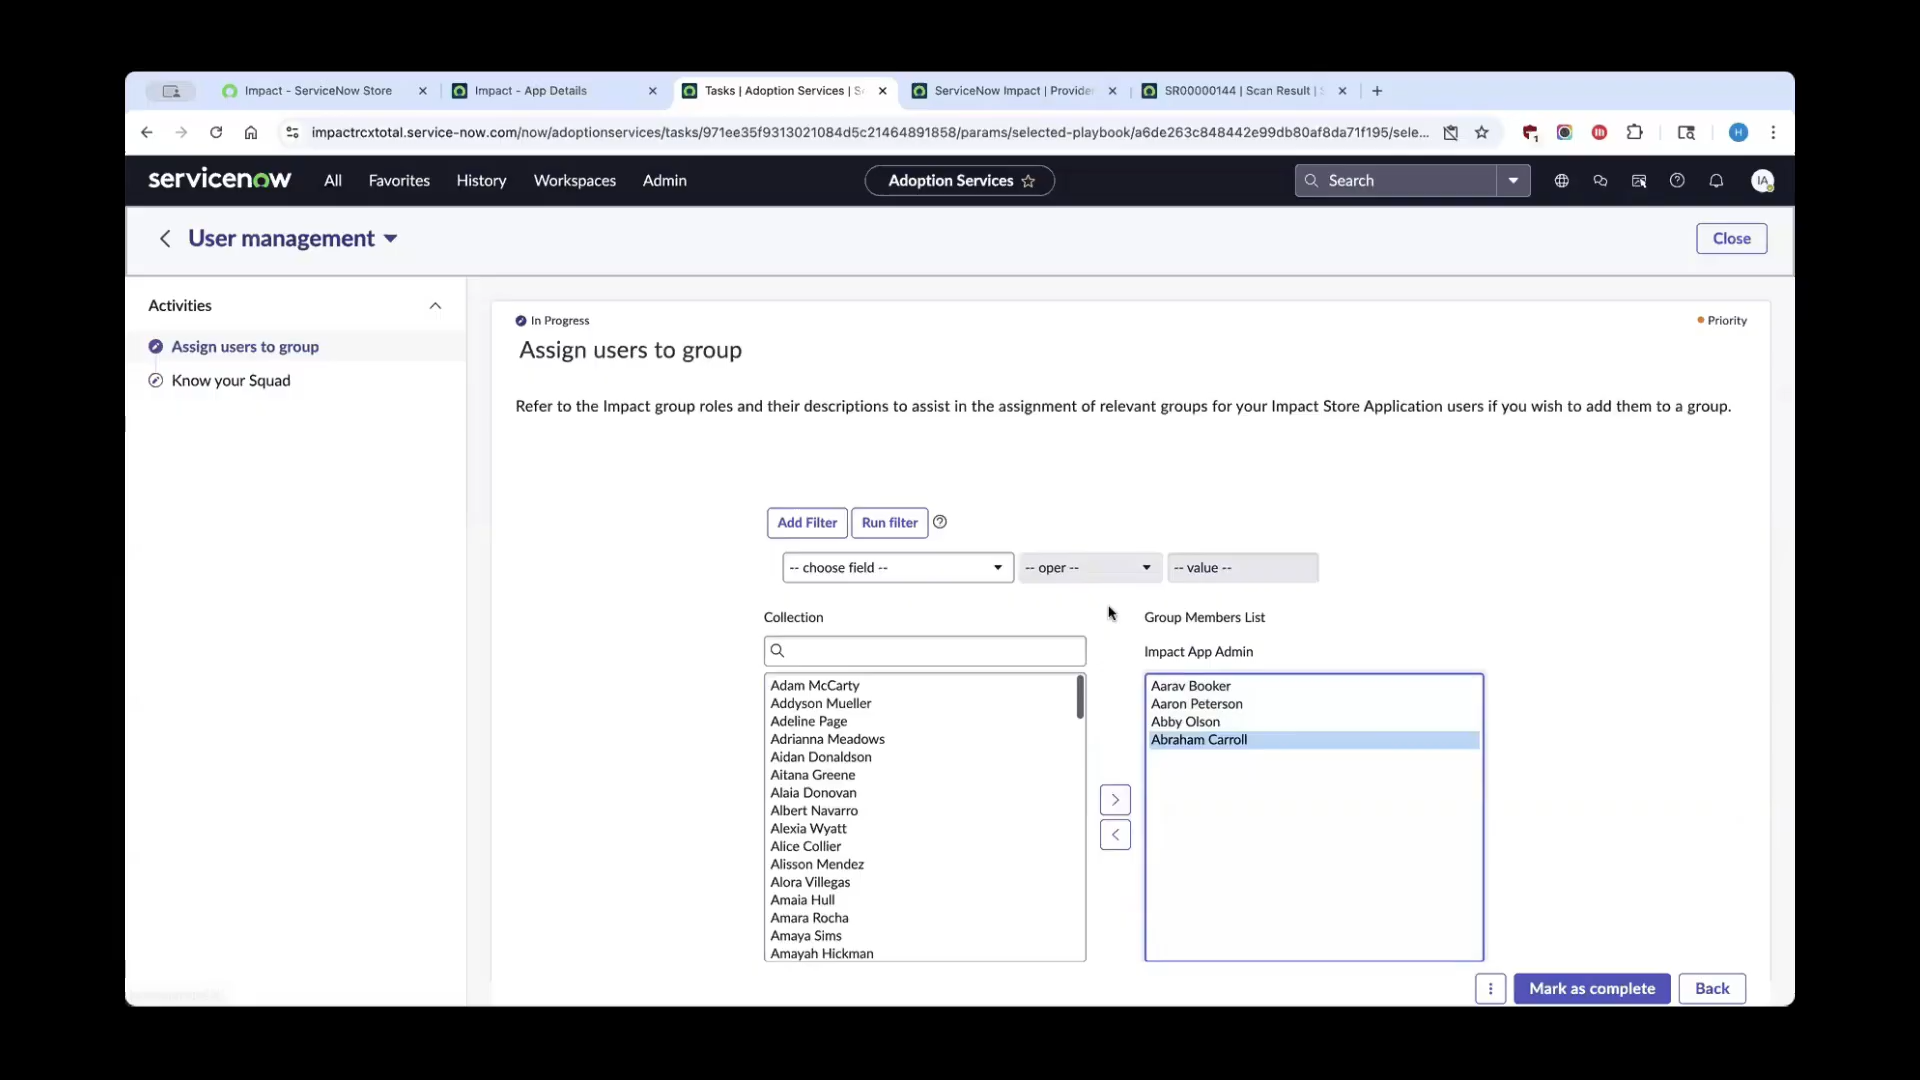 Impact - ServiceNow Store
Impact - App Details
Tasks | Adoption Services | S
ServiceNow Impact | Provide
SR00000144 | Scan Result |
impactrcxtotal.service-now.com/now/adoptionservices/tasks/971ee35f9313021084d5c21464891858/params/selected-playbook/a6de263c848442e99db80af8da71f195/sele...
H
servicenow
All
Favorites
History
Workspaces
Admin
Adoption Services
Search
IA
User management
Close
Activities
Assign users to group
Know your Squad
In Progress
Priority
Assign users to group
Refer to the Impact group roles and their descriptions to assist in the assignment of relevant groups for your Impact Store Application users if you wish to add them to a group.
Add Filter
Run filter
-- choose field --
-- oper --
-- value --
Collection
Adam McCarty
Addyson Mueller
Adeline Page
Adrianna Meadows
Aidan Donaldson
Aitana Greene
Alaia Donovan
Albert Navarro
Alexia Wyatt
Alice Collier
Alisson Mendez
Alora Villegas
Amaia Hull
Amara Rocha
Amaya Sims
Amayah Hickman
Group Members List
Impact App Admin
Aarav Booker
Aaron Peterson
Abby Olson
Abraham Carroll
Mark as complete
Back